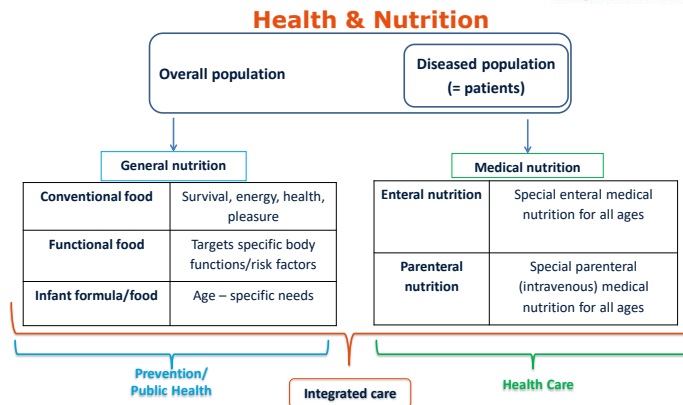 Health & Nutrition
Overall population
Diseased population
(= patients)
General nutrition
Medical nutrition
Conventional food
Survival, energy, health,
pleasure
Functional food
Targets specific body
functions/risk factors
Infant formula/food
Age – specific needs
Enteral nutrition
Special enteral medical
nutrition for all ages
Parenteral
nutrition
Special parenteral
(intravenous) medical
nutrition for all ages
Prevention/
Public Health
Integrated care
Health Care